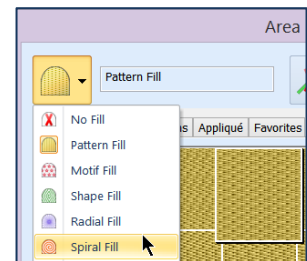 Area
Pattern Fill
No Fill
Appliqué Favorites
Pattern Fill
Motif Fill
Shape Fill
Radial Fill
Spiral Fill